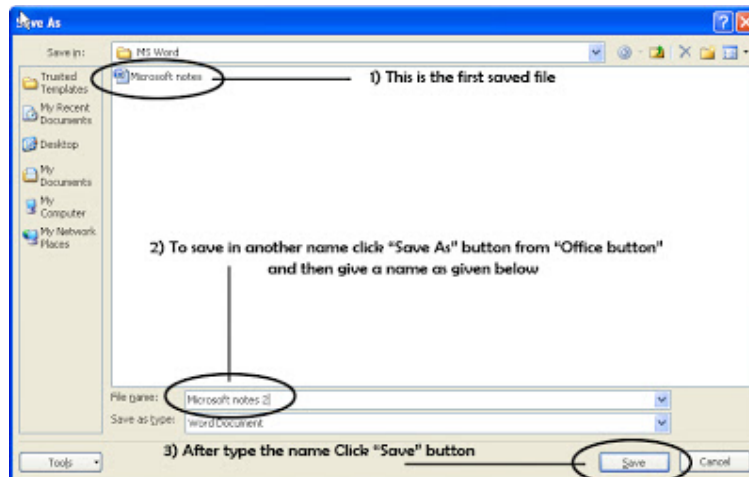 Save As
Save in:
MS Word
Trusted
Templates
My Recent
Documents
Desktop
My
Documents
My
Computer
My Network
Places
Microsoft notes
1) This is the first saved file
2) To save in another name click "Save As" button from "Office button"
and then give a name as given below
File name:
Microsoft notes 2
Save as type:
Word Document
3) After type the name Click "Save" button
Tools
Save
Cancel